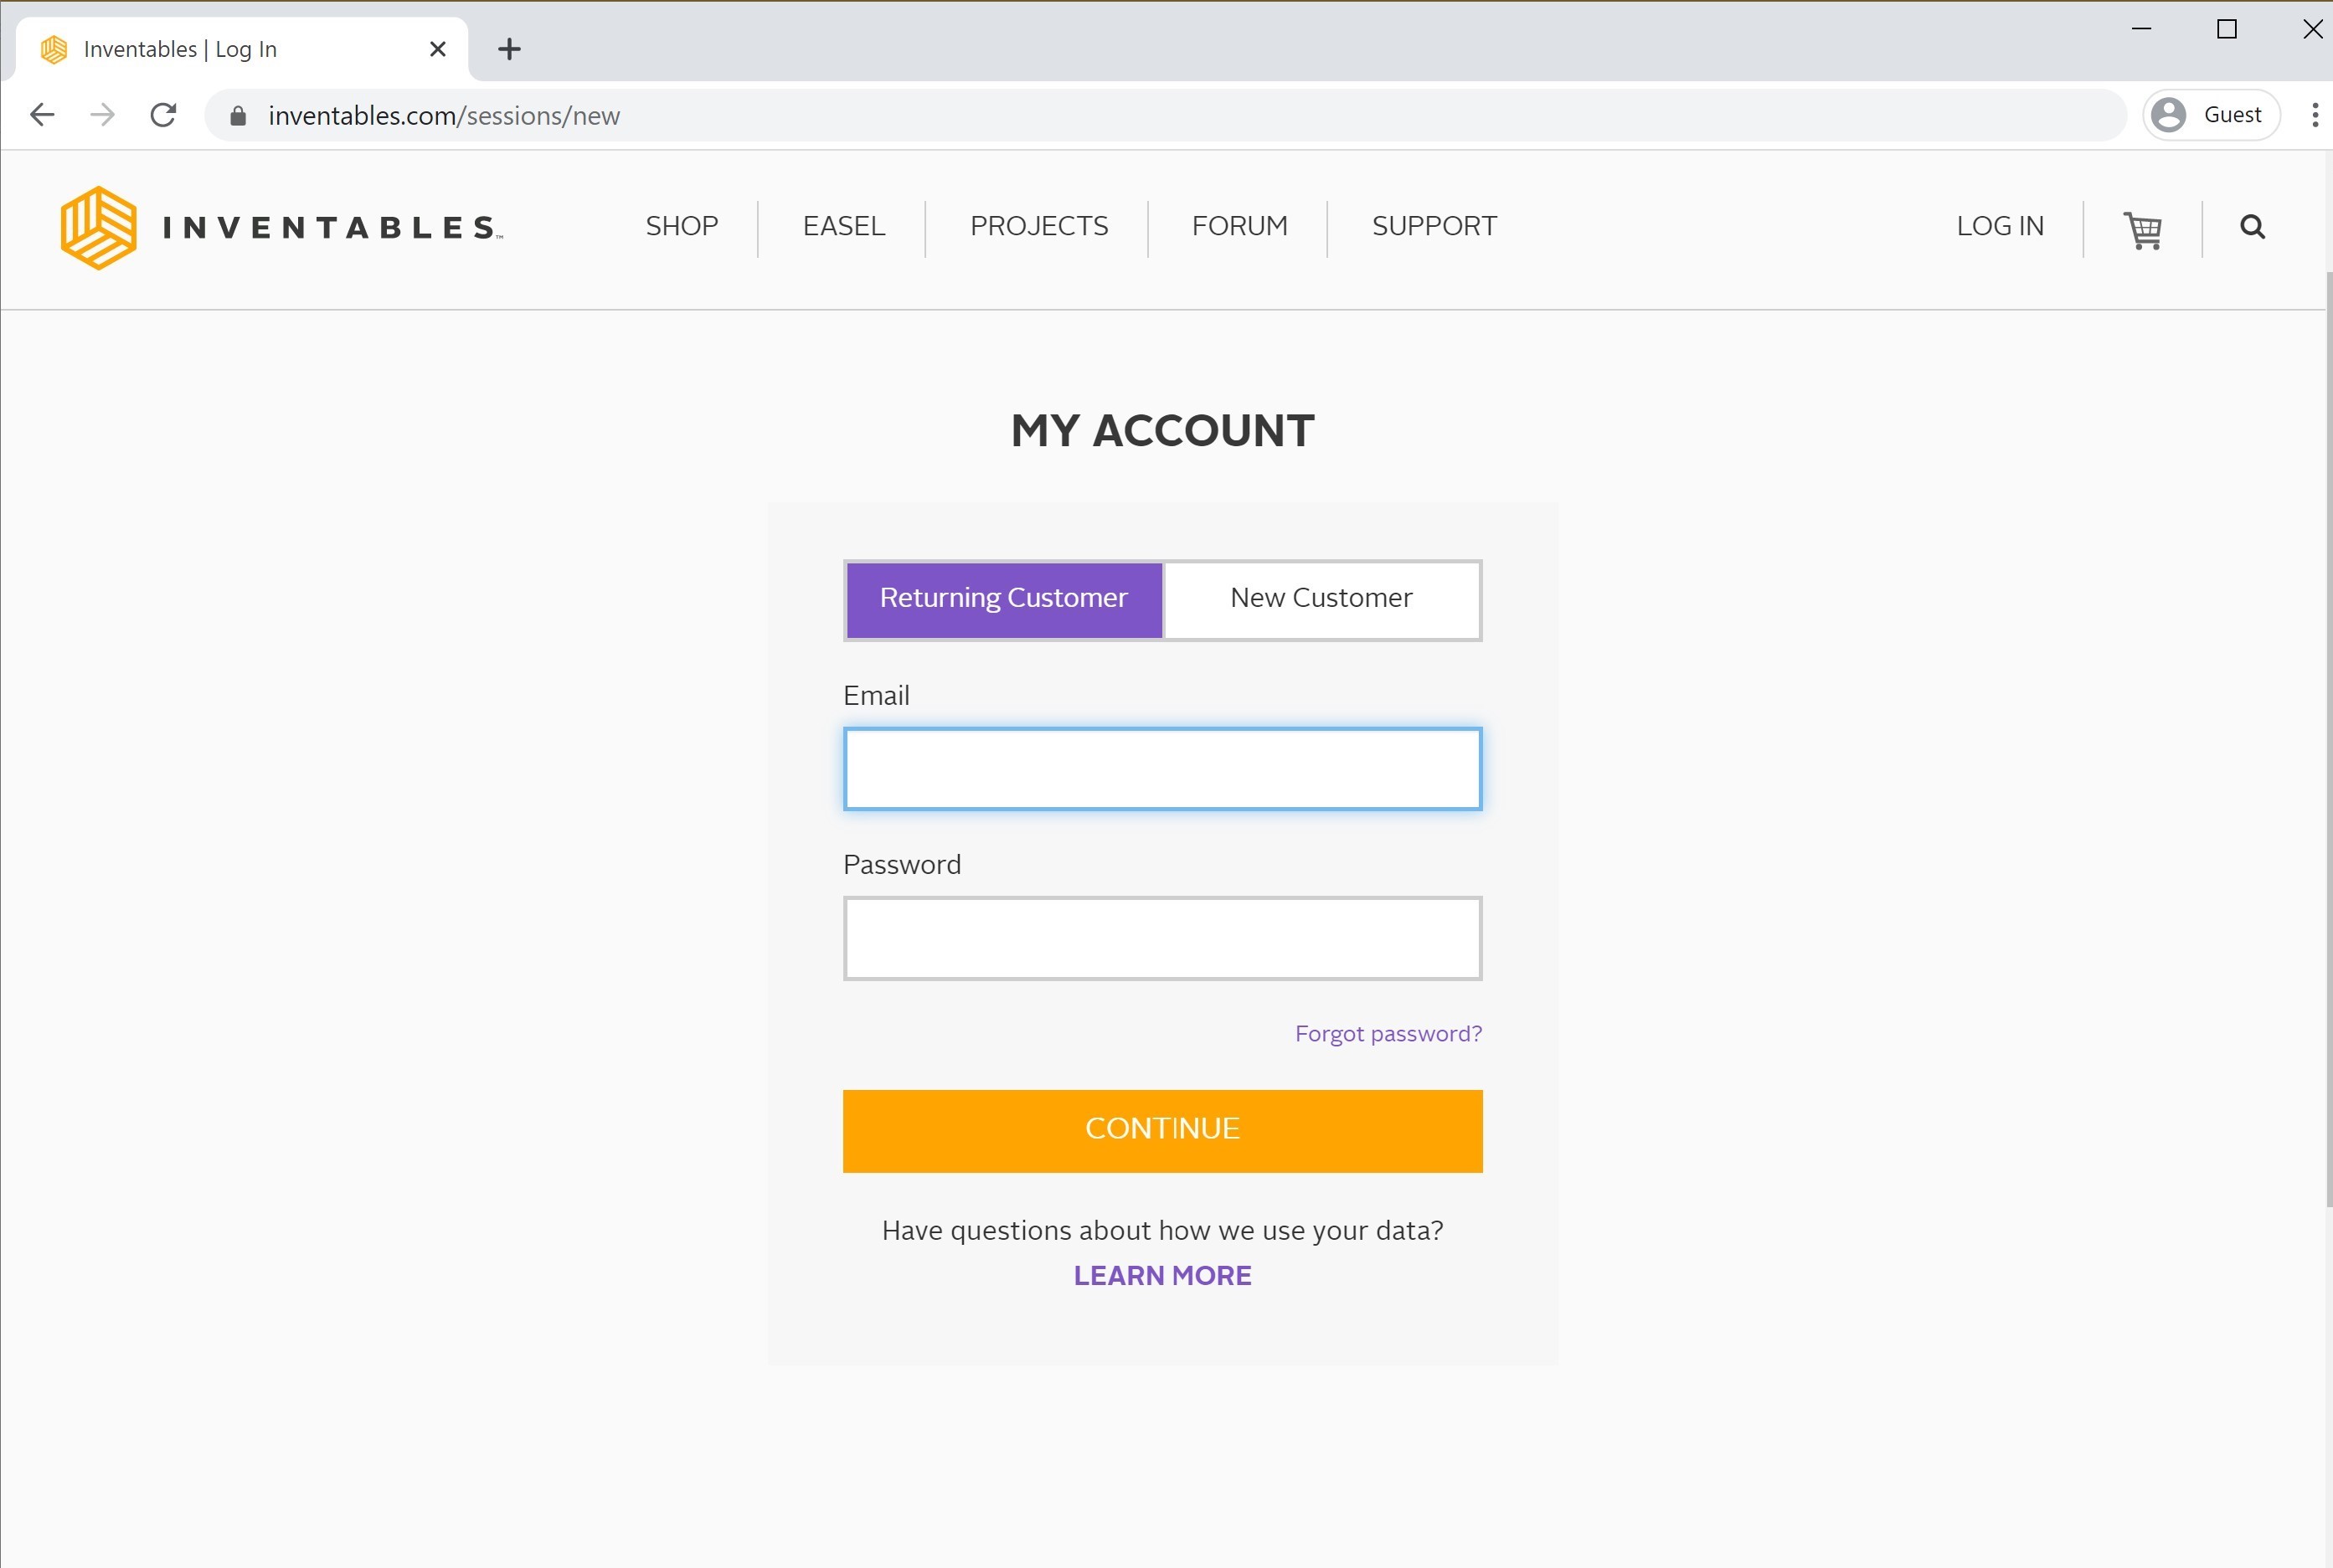 Inventables | Log In
inventables.com/sessions/new
Guest
INVENTABLES™
SHOP
EASEL
PROJECTS
FORUM
SUPPORT
LOG IN
MY ACCOUNT
Returning Customer
New Customer
Email
Password
Forgot password?
CONTINUE
Have questions about how we use your data?
LEARN MORE